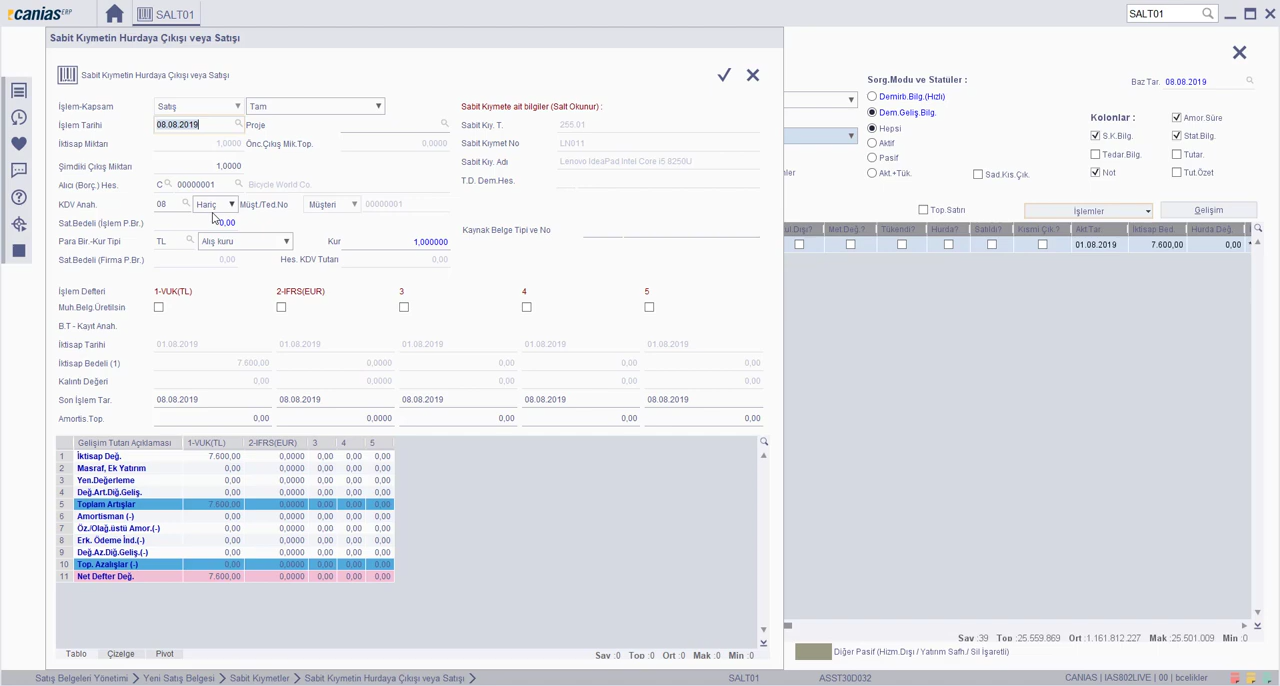 canias ERP SALT01 SALT01
Sabit Kıymetin Hurdaya Çıkışı veya Satışı
Sabit Kıymetin Hurdaya Çıkışı veya Satışı
İşlem-Kapsam Satış Tam Sabit Kıymete ait bilgiler (Salt Okunur) :
İşlem Tarihi 08.08.2019 Proje Sabit Kıy. T. 255.01
İktisap Miktarı 1,0000 Önc.Çıkış Mik.Top. 0,0000 Sabit Kıymet No LN011
Şimdiki Çıkış Miktarı 1,0000 Sabit Kıy. Adı Lenovo IdeaPad Intel Core i5 8250U
Alıcı (Borç.) Hes. C 00000001 Bicycle World Co. T.D. Dem.Hes.
KDV Anah. 08 Hariç Müşt./Ted.No Müşteri 00000001
Sat.Bedeli (İşlem P.Br.) 0,00 Kaynak Belge Tipi ve No
Para Bir.-Kur Tipi TL Alış kuru Kur 1,000000
Sat.Bedeli (Firma P.Br.) 0,00 Hes. KDV Tutarı 0,00
İşlem Defteri 1-VUK(TL) 2-IFRS(EUR) 3 4 5
Muh.Belg.Üretilsin
B.T - Kayıt Anah.
İktisap Tarihi 01.08.2019 01.08.2019 01.08.2019 01.08.2019 01.08.2019
İktisap Bedeli (1) 7.600,00 0,0000 0,00 0,00 0,00
Kalıntı Değeri 0,00 0,0000 0,00 0,00 0,00
Son İşlem Tar. 08.08.2019 08.08.2019 08.08.2019 08.08.2019 08.08.2019
Amortis.Top. 0,00 0,0000 0,00 0,00 0,00
Gelişim Tutarı Açıklaması 1-VUK(TL) 2-IFRS(EUR) 3 4 5
1 İktisap Değ. 7.600,00 0,0000 0,00 0,00 0,00
2 Masraf, Ek Yatırım 0,00 0,0000 0,00 0,00 0,00
3 Yen.Değerleme 0,00 0,0000 0,00 0,00 0,00
4 Değ.Art.Diğ.Geliş. 0,00 0,0000 0,00 0,00 0,00
5 Toplam Artışlar 7.600,00 0,0000 0,00 0,00 0,00
6 Amortisman (-) 0,00 0,0000 0,00 0,00 0,00
7 Öz./Olağ.üstü Amor.(-) 0,00 0,0000 0,00 0,00 0,00
8 Erk. Ödeme İnd.(-) 0,00 0,0000 0,00 0,00 0,00
9 Değ.Az.Diğ.Geliş.(-) 0,00 0,0000 0,00 0,00 0,00
10 Top. Azalışlar (-) 0,00 0,0000 0,00 0,00 0,00
11 Net Defter Değ. 7.600,00 0,0000 0,00 0,00 0,00
Tablo Çizelge Pivot Say :0 Top :0 Ort :0 Mak :0 Min :0
Sorg.Modu ve Statüler : Baz Tar. 08.08.2019
Demirb.Bilg.(Hızlı)
Dem.Geliş.Bilg. Kolonlar : Amor.Süre
Hepsi S.K.Bilg. Stat.Bilg.
Aktif Tedar.Bilg. Tutar.
Pasif
Akt.+Tük. Sad.Kıs.Çık. Not Tut.Özet
Top.Satırı İşlemler Gelişim
Met.Değ.? Tükendi? Hurda? Satıldı? Kısmi Çık.? Akt.Tar. İktisap Bed. Hurda Değ.
01.08.2019 7.600,00 0,00
Say :39 Top :25.559.869 Ort :1.161.812.227 Mak :25.501.009 Min :0
Diğer Pasif (Hizm.Dışı / Yatırım Safh./ Sil İşaretli)
Satış Belgeleri Yönetimi Yeni Satış Belgesi Sabit Kıymetler Sabit Kıymetin Hurdaya Çıkışı veya Satışı SALT01 ASST30D032 CANIAS | IAS802LIVE | 00 | bcelikler